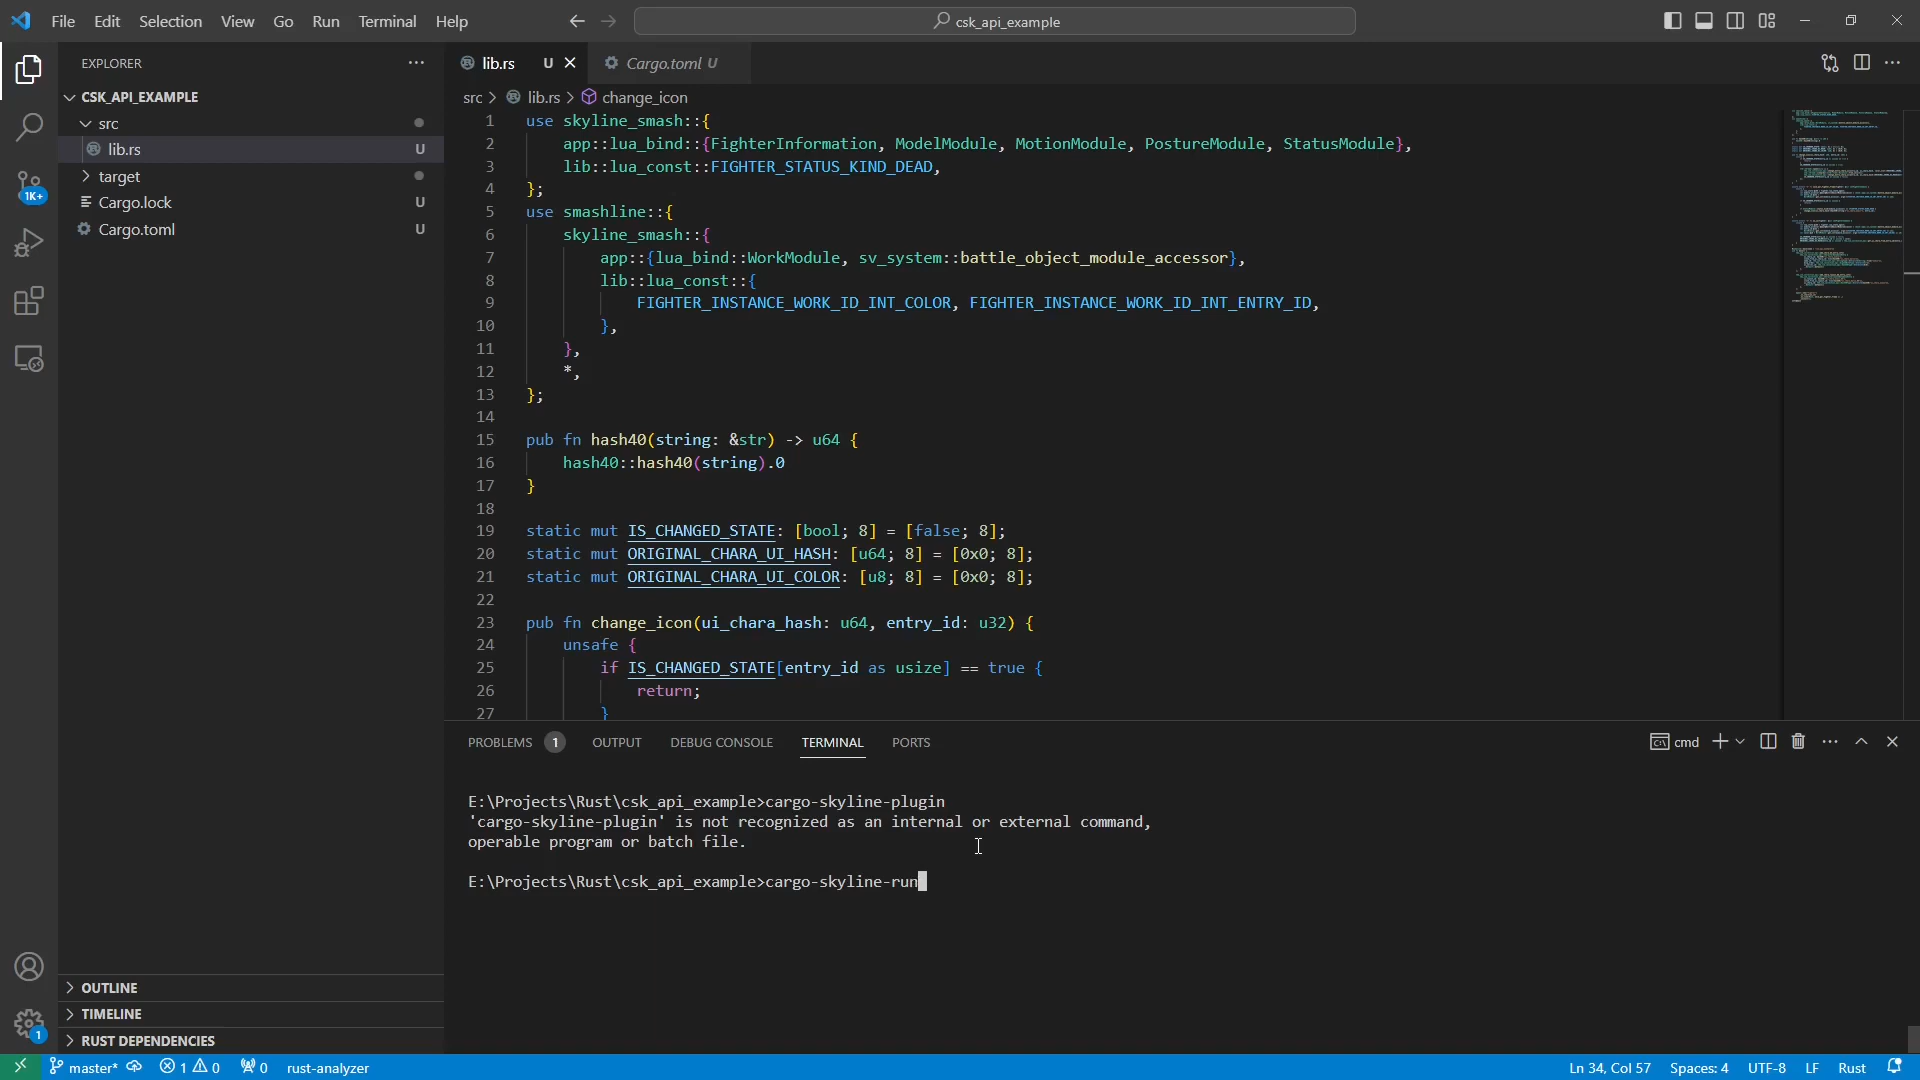 File Edit Selection View Go Run Terminal Help
csk_api_example
EXPLORER
CSK_API_EXAMPLE
src
lib.rs U
target
Cargo.lock U
Cargo.toml U
1K+
OUTLINE
TIMELINE
RUST DEPENDENCIES
1
lib.rs U
Cargo.toml U
src > lib.rs > change_icon
1 use skyline_smash::{
2 app::lua_bind::{FighterInformation, ModelModule, MotionModule, PostureModule, StatusModule},
3 lib::lua_const::FIGHTER_STATUS_KIND_DEAD,
4 };
5 use smashline::{
6 skyline_smash::{
7 app::{lua_bind::WorkModule, sv_system::battle_object_module_accessor},
8 lib::lua_const::{
9 FIGHTER_INSTANCE_WORK_ID_INT_COLOR, FIGHTER_INSTANCE_WORK_ID_INT_ENTRY_ID,
10 },
11 },
12 *,
13 };
14
15 pub fn hash40(string: &str) -> u64 {
16 hash40::hash40(string).0
17 }
18
19 static mut IS_CHANGED_STATE: [bool; 8] = [false; 8];
20 static mut ORIGINAL_CHARA_UI_HASH: [u64; 8] = [0x0; 8];
21 static mut ORIGINAL_CHARA_UI_COLOR: [u8; 8] = [0x0; 8];
22
23 pub fn change_icon(ui_chara_hash: u64, entry_id: u32) {
24 unsafe {
25 if IS_CHANGED_STATE[entry_id as usize] == true {
26 return;
27 }
PROBLEMS 1 OUTPUT DEBUG CONSOLE TERMINAL PORTS
cmd
E:\Projects\Rust\csk_api_example>cargo-skyline-plugin
'cargo-skyline-plugin' is not recognized as an internal or external command,
operable program or batch file.
E:\Projects\Rust\csk_api_example>cargo-skyline-run
master* 1 0 0 rust-analyzer
Ln 34, Col 57 Spaces: 4 UTF-8 LF Rust